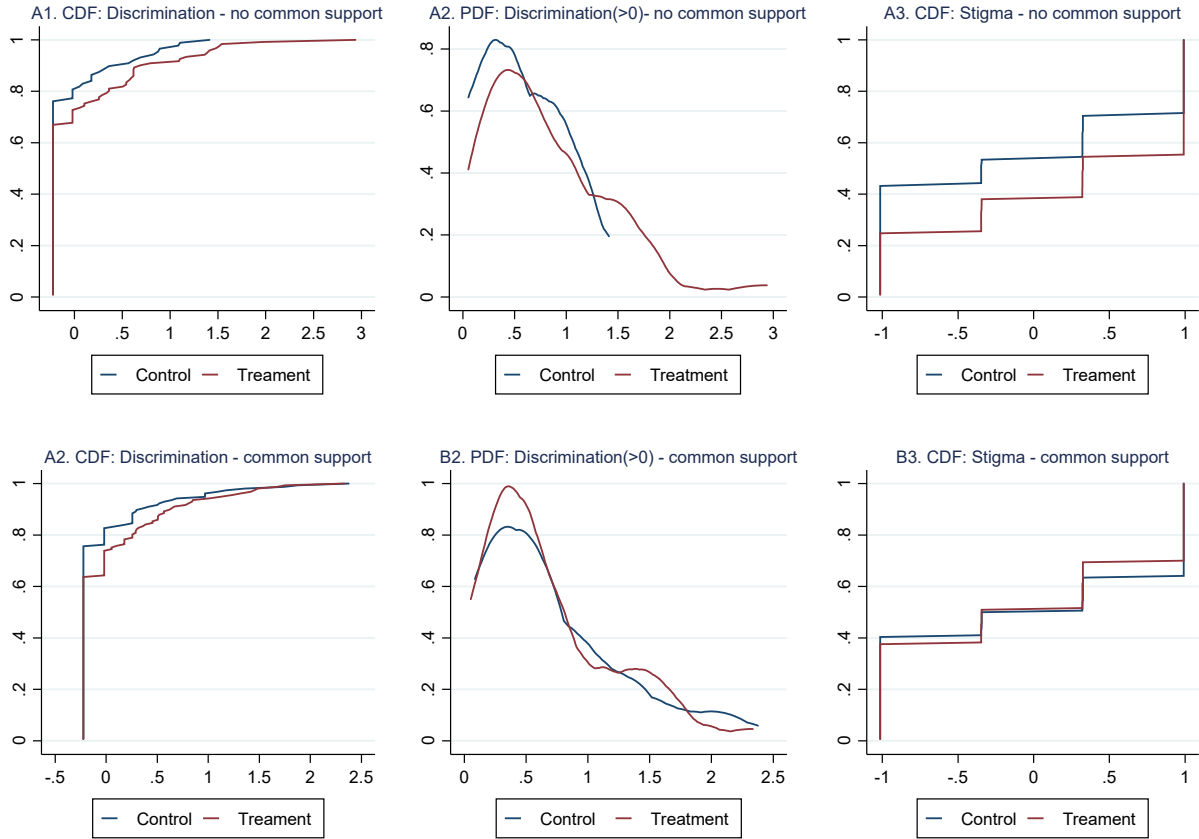 A1. CDF: Discrimination - no common support
1
.8
.6
.4
.2
0
0 .5 1 1.5 2 2.5 3
Control Treament
A2. PDF: Discrimination(>0)- no common support
.8
.6
.4
.2
0
0 .5 1 1.5 2 2.5 3
Control Treatment
A3. CDF: Stigma - no common support
1
.8
.6
.4
.2
0
-1 -.5 0 .5 1
Control Treament
A2. CDF: Discrimination - common support
1
.8
.6
.4
.2
0
-.5 0 .5 1 1.5 2 2.5
Control Treament
B2. PDF: Discrimination(>0) - common support
1
.8
.6
.4
.2
0
0 .5 1 1.5 2 2.5
Control Treament
B3. CDF: Stigma - common support
1
.8
.6
.4
.2
0
-1 -.5 0 .5 1
Control Treament